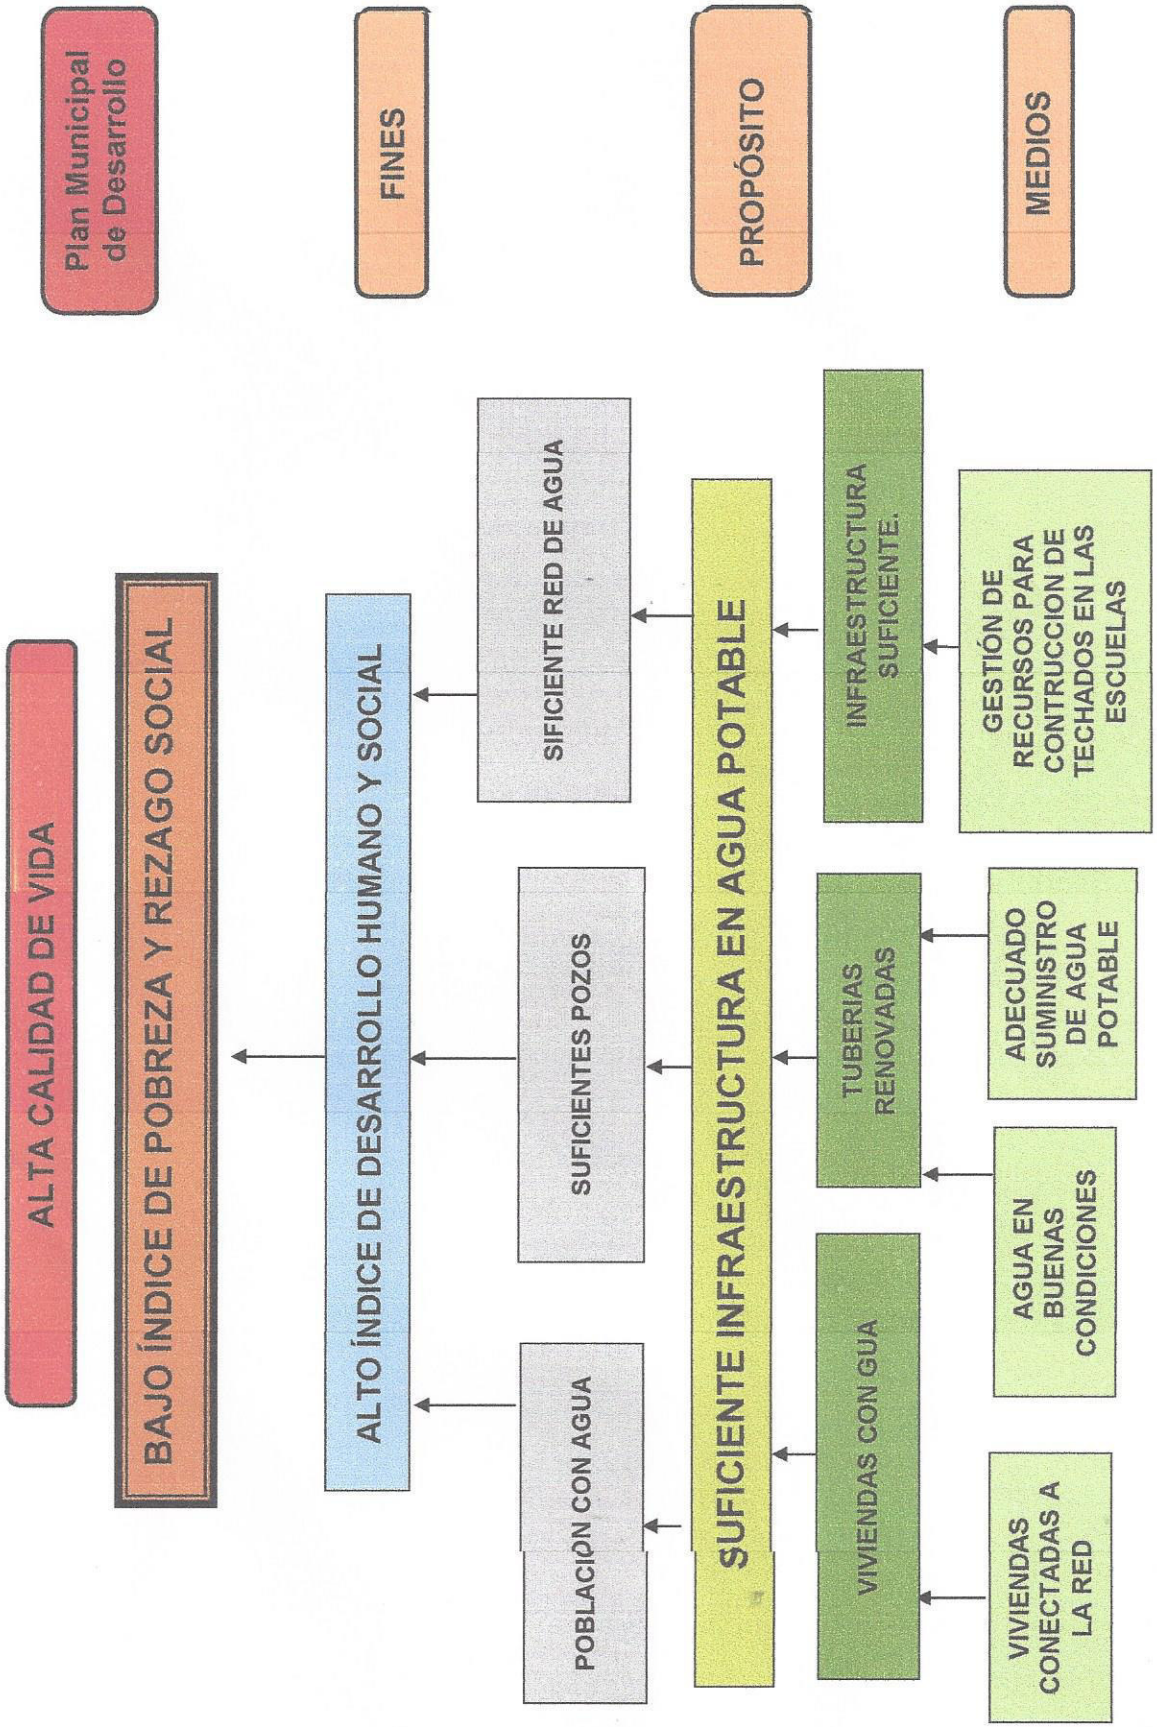 ALTA CALIDAD DE VIDA
Plan Municipal
de Desarrollo
BAJO ÍNDICE DE POBREZA Y REZAGO SOCIAL
ALTO ÍNDICE DE DESARROLLO HUMANO Y SOCIAL
FINES
POBLACION CON AGUA
SUFICIENTES POZOS
SIFICIENTE RED DE AGUA
SUFICIENTE INFRAESTRUCTURA EN AGUA POTABLE
PROPÓSITO
VIVIENDAS CON GUA
TUBERIAS
RENOVADAS
INFRAESTRUCTURA
SUFICIENTE.
MEDIOS
VIVIENDAS
CONECTADAS A
LA RED
AGUA EN
BUENAS
CONDICIONES
ADECUADO
SUMINISTRO
DE AGUA
POTABLE
GESTIÓN DE
RECURSOS PARA
CONTRUCCION DE
TECHADOS EN LAS
ESCUELAS